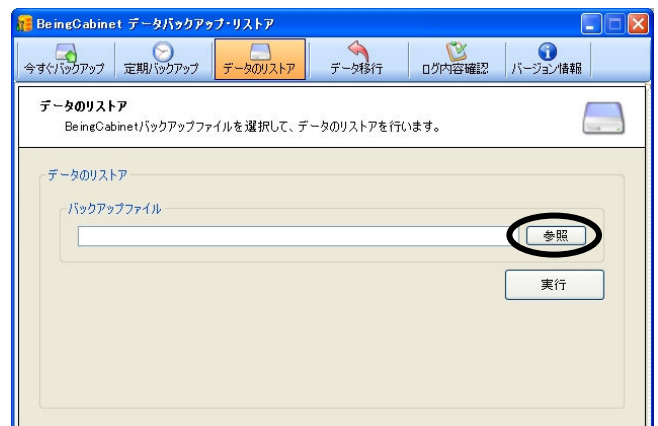 BeingCabinet データバックアップ・リストア
今すぐバックアップ 定期バックアップ データのリストア データ移行 ログ内容確認 バージョン情報
データのリストア
BeingCabinetバックアップファイルを選択して、データのリストアを行います。
データのリストア
バックアップファイル
参照
実行